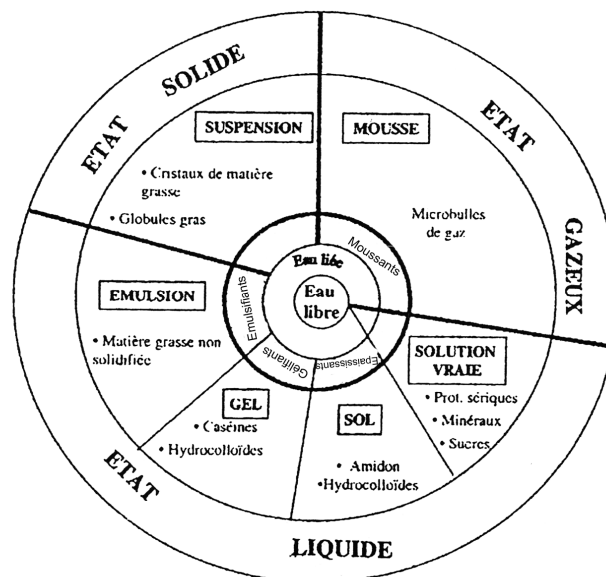 ETAT SOLIDE
ETAT GAZEUX
SUSPENSION
MOUSSE
• Cristaux de matière
grasse
• Globules gras
Microbulles
de gaz
Moussants
Eau liée
Eau
libre
Emulsifiants
Gélifiants
Epaississants
EMULSION
• Matière grasse non
solidifiée
SOLUTION
VRAIE
• Prot. sériques
• Minéraux
• Sucres
GEL
• Caséines
• Hydrocolloïdes
SOL
• Amidon
•Hydrocolloïdes
ETAT LIQUIDE